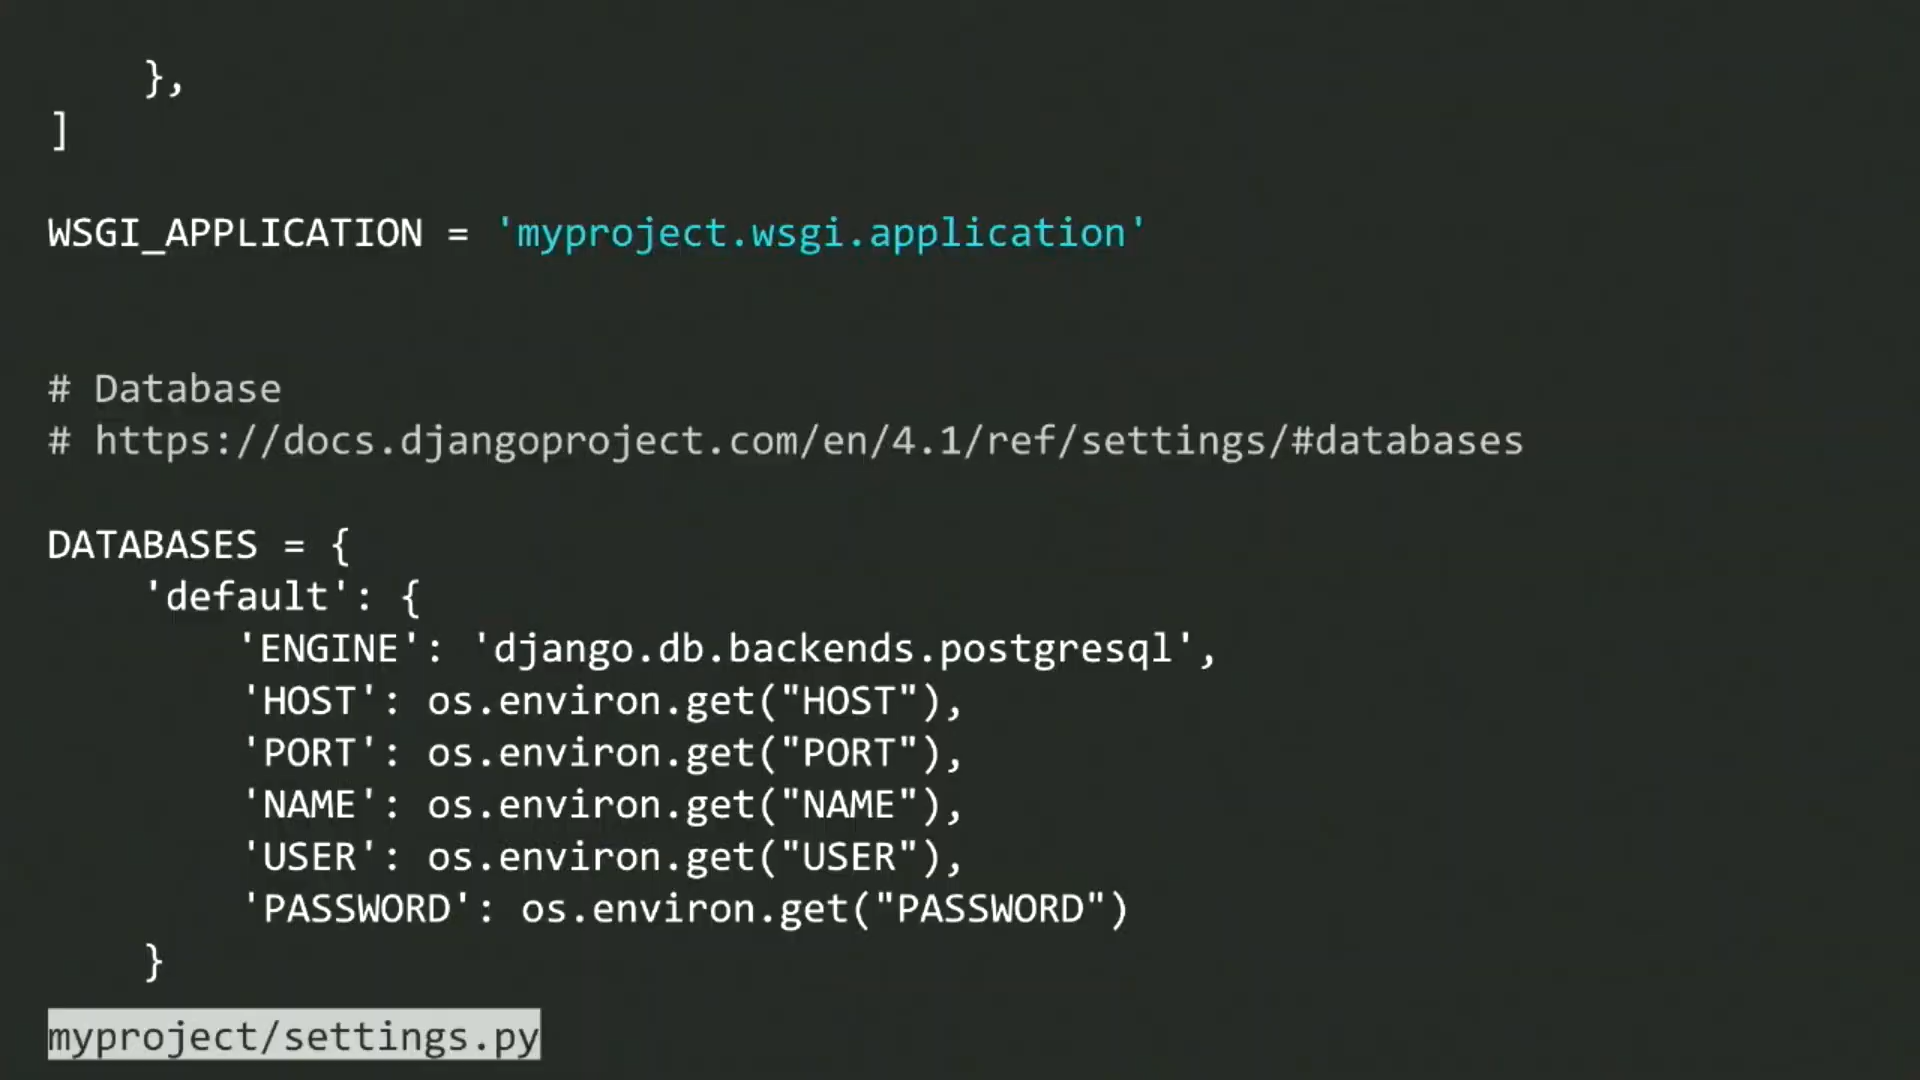 },
]
WSGI_APPLICATION = 'myproject.wsgi.application'
# Database
# https://docs.djangoproject.com/en/4.1/ref/settings/#databases
DATABASES = {
    'default': {
        'ENGINE': 'django.db.backends.postgresql',
        'HOST': os.environ.get("HOST"),
        'PORT': os.environ.get("PORT"),
        'NAME': os.environ.get("NAME"),
        'USER': os.environ.get("USER"),
        'PASSWORD': os.environ.get("PASSWORD")
    }
myproject/settings.py